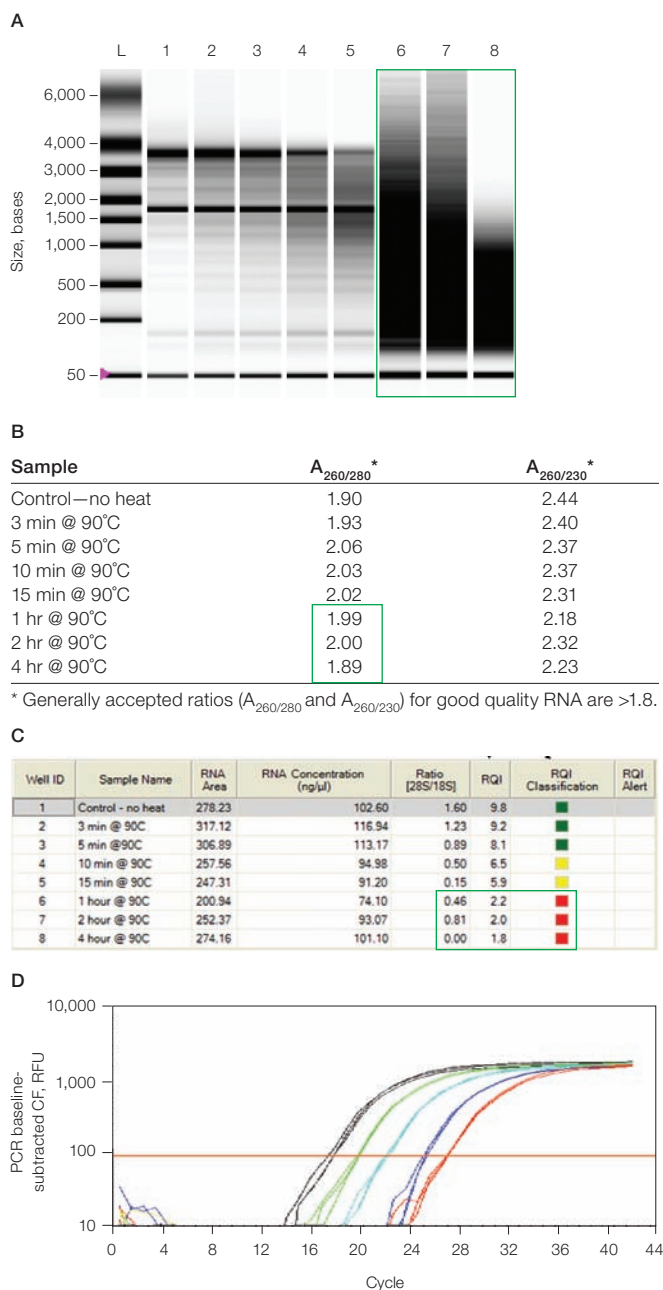 A
L 1 2 3 4 5 6 7 8
6,000
4,000
3,000
2,000
1,500
1,000
500
200
50
Size, bases
B
Sample A260/280* A260/230*
Control—no heat 1.90 2.44
3 min @ 90˚C 1.93 2.40
5 min @ 90˚C 2.06 2.37
10 min @ 90˚C 2.03 2.37
15 min @ 90˚C 2.02 2.31
1 hr @ 90˚C 1.99 2.18
2 hr @ 90˚C 2.00 2.32
4 hr @ 90˚C 1.89 2.23
* Generally accepted ratios (A260/280 and A260/230) for good quality RNA are >1.8.
C
Well ID Sample Name RNA Area RNA Concentration (ng/µl) Ratio [28S/18S] RQI RQI Classification RQI Alert
1 Control - no heat 278.23 102.60 1.60 9.8
2 3 min @ 90C 317.12 116.94 1.23 9.2
3 5 min @ 90C 306.89 113.17 0.89 8.1
4 10 min @ 90C 257.56 94.98 0.50 6.5
5 15 min @ 90C 247.31 91.20 0.15 5.9
6 1 hour @ 90C 200.94 74.10 0.46 2.2
7 2 hour @ 90C 252.37 93.07 0.81 2.0
8 4 hour @ 90C 274.16 101.10 0.00 1.8
D
10,000
1,000
100
10
PCR baseline-
subtracted CF, RFU
0 4 8 12 16 20 24 28 32 36 40 44
Cycle